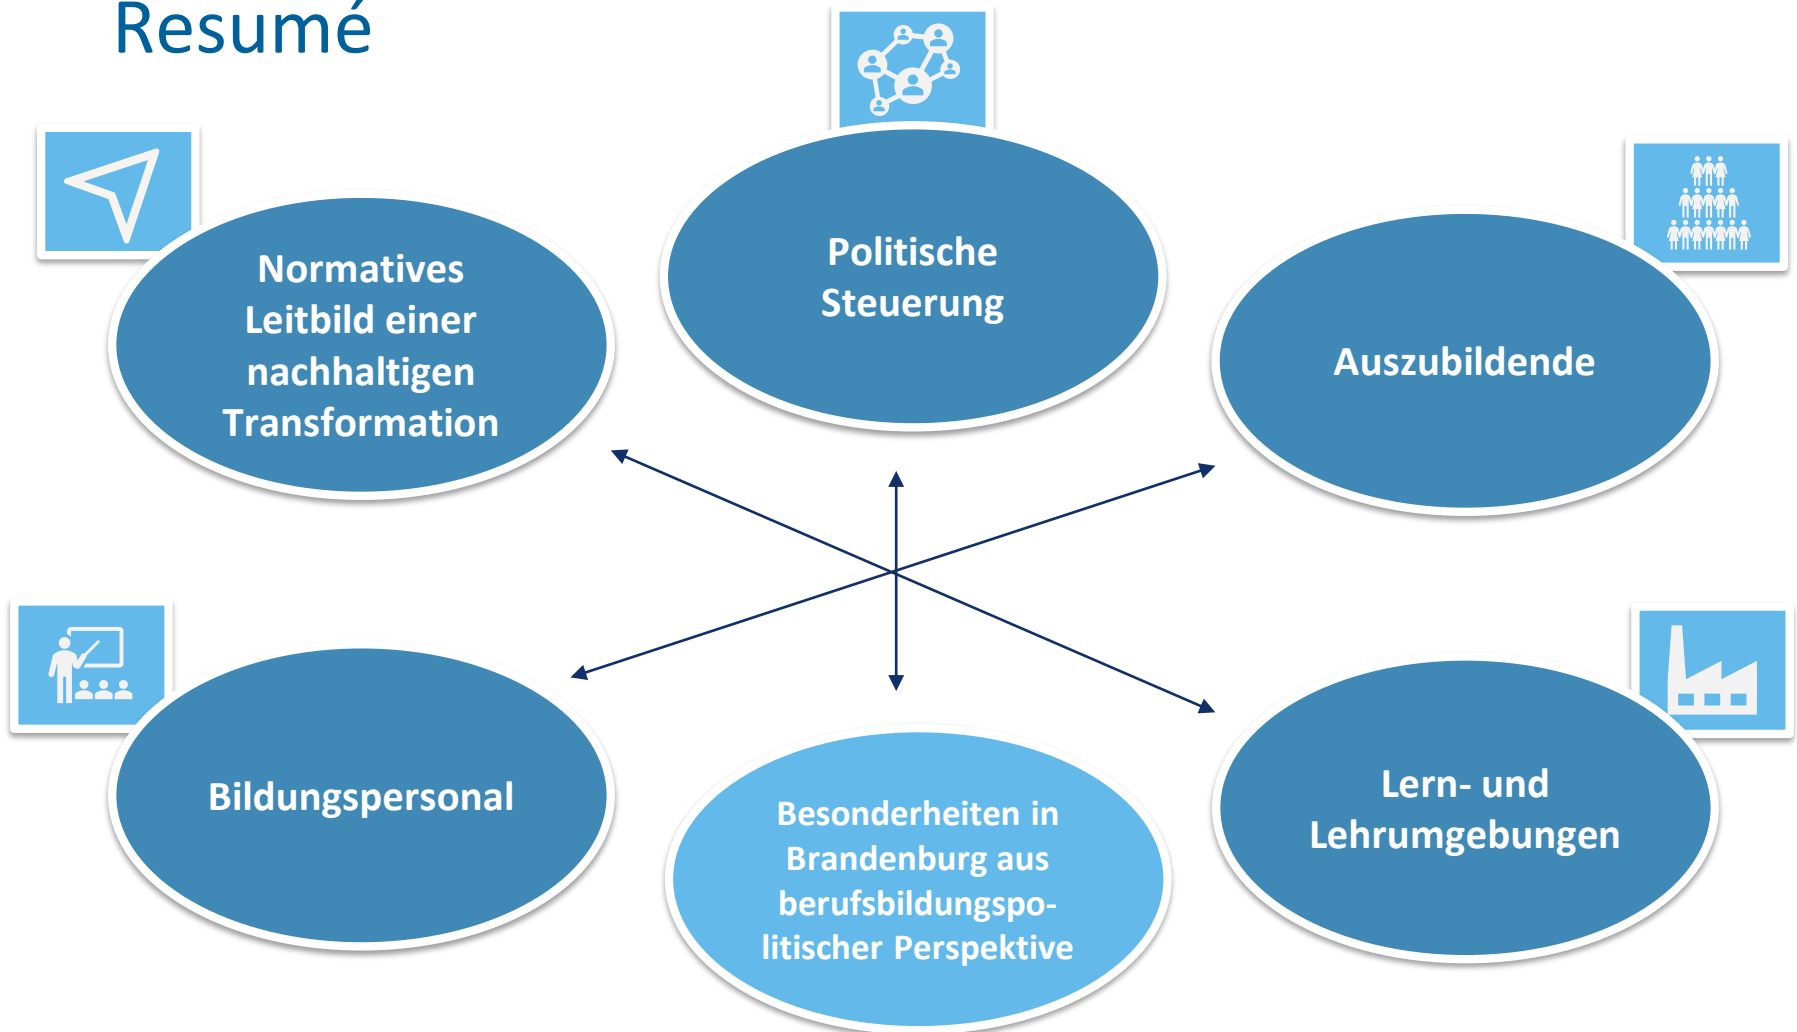 Resumé
Normatives
Leitbild einer
nachhaltigen
Transformation
Politische
Steuerung
Auszubildende
Bildungspersonal
Besonderheiten in
Brandenburg aus
berufsbildungspo-
litischer Perspektive
Lern- und
Lehrumgebungen